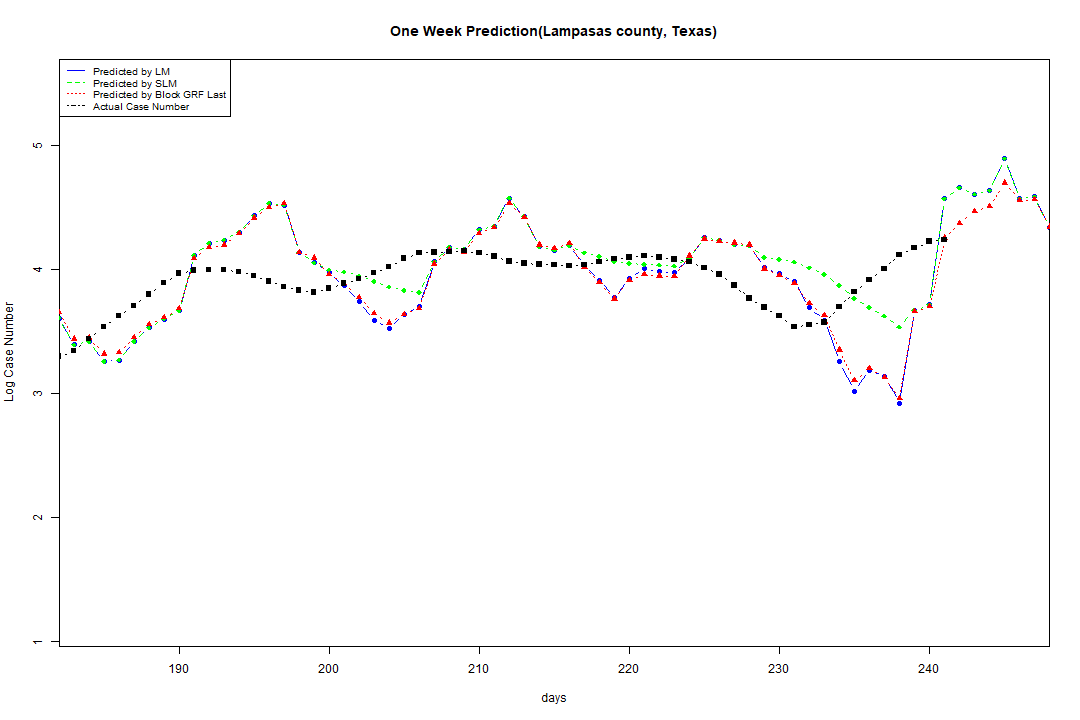 One Week Prediction(Lampasas county, Texas)
Predicted by LM
Predicted by SLM
Predicted by Block GRF Last
Actual Case Number
5
4
3
2
1
Log Case Number
190 200 210 220 230 240
days